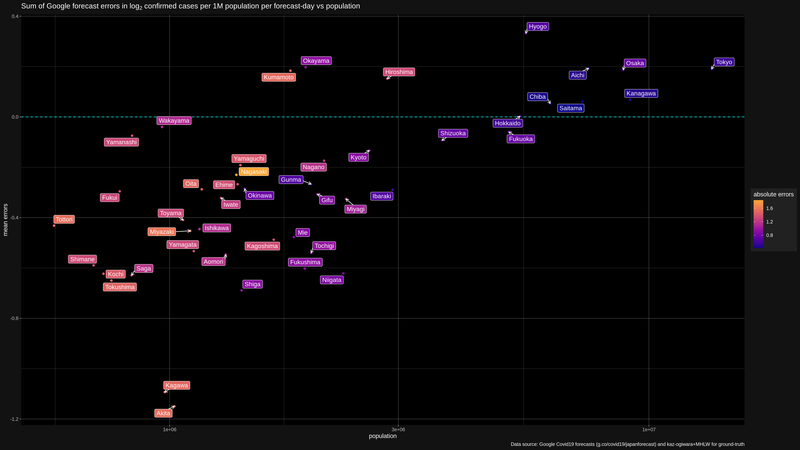 Sum of Google forecast errors in log2 confirmed cases per 1M population per forecast-day vs population
0.4
Hyogo
Okayama
Osaka
Tokyo
Hiroshima
Kumamoto
Aichi
Chiba
Kanagawa
Saitama
0.0
Wakayama
Hokkaido
Shizuoka
Yamanashi
Fukuoka
Yamaguchi
Kyoto
Nagano
Nagasaki
Gunma
Oita
Ehime
Fukui
Okinawa
Ibaraki
Iwate
Gifu
Miyagi
Toyama
-0.4
Tottori
Miyazaki
Ishikawa
Mie
Yamagata
Kagoshima
Tochigi
Shimane
Aomori
Fukushima
Saga
Kochi
Niigata
Tokushima
Shiga
-0.8
Kagawa
Akita
-1.2
mean errors
1e+06
3e+06
1e+07
population
absolute errors
1.6
1.2
0.8
Data source: Google Covid19 forecasts (g.co/covid19/japanforecast) and kaz-ogiwara+MHLW for ground-truth